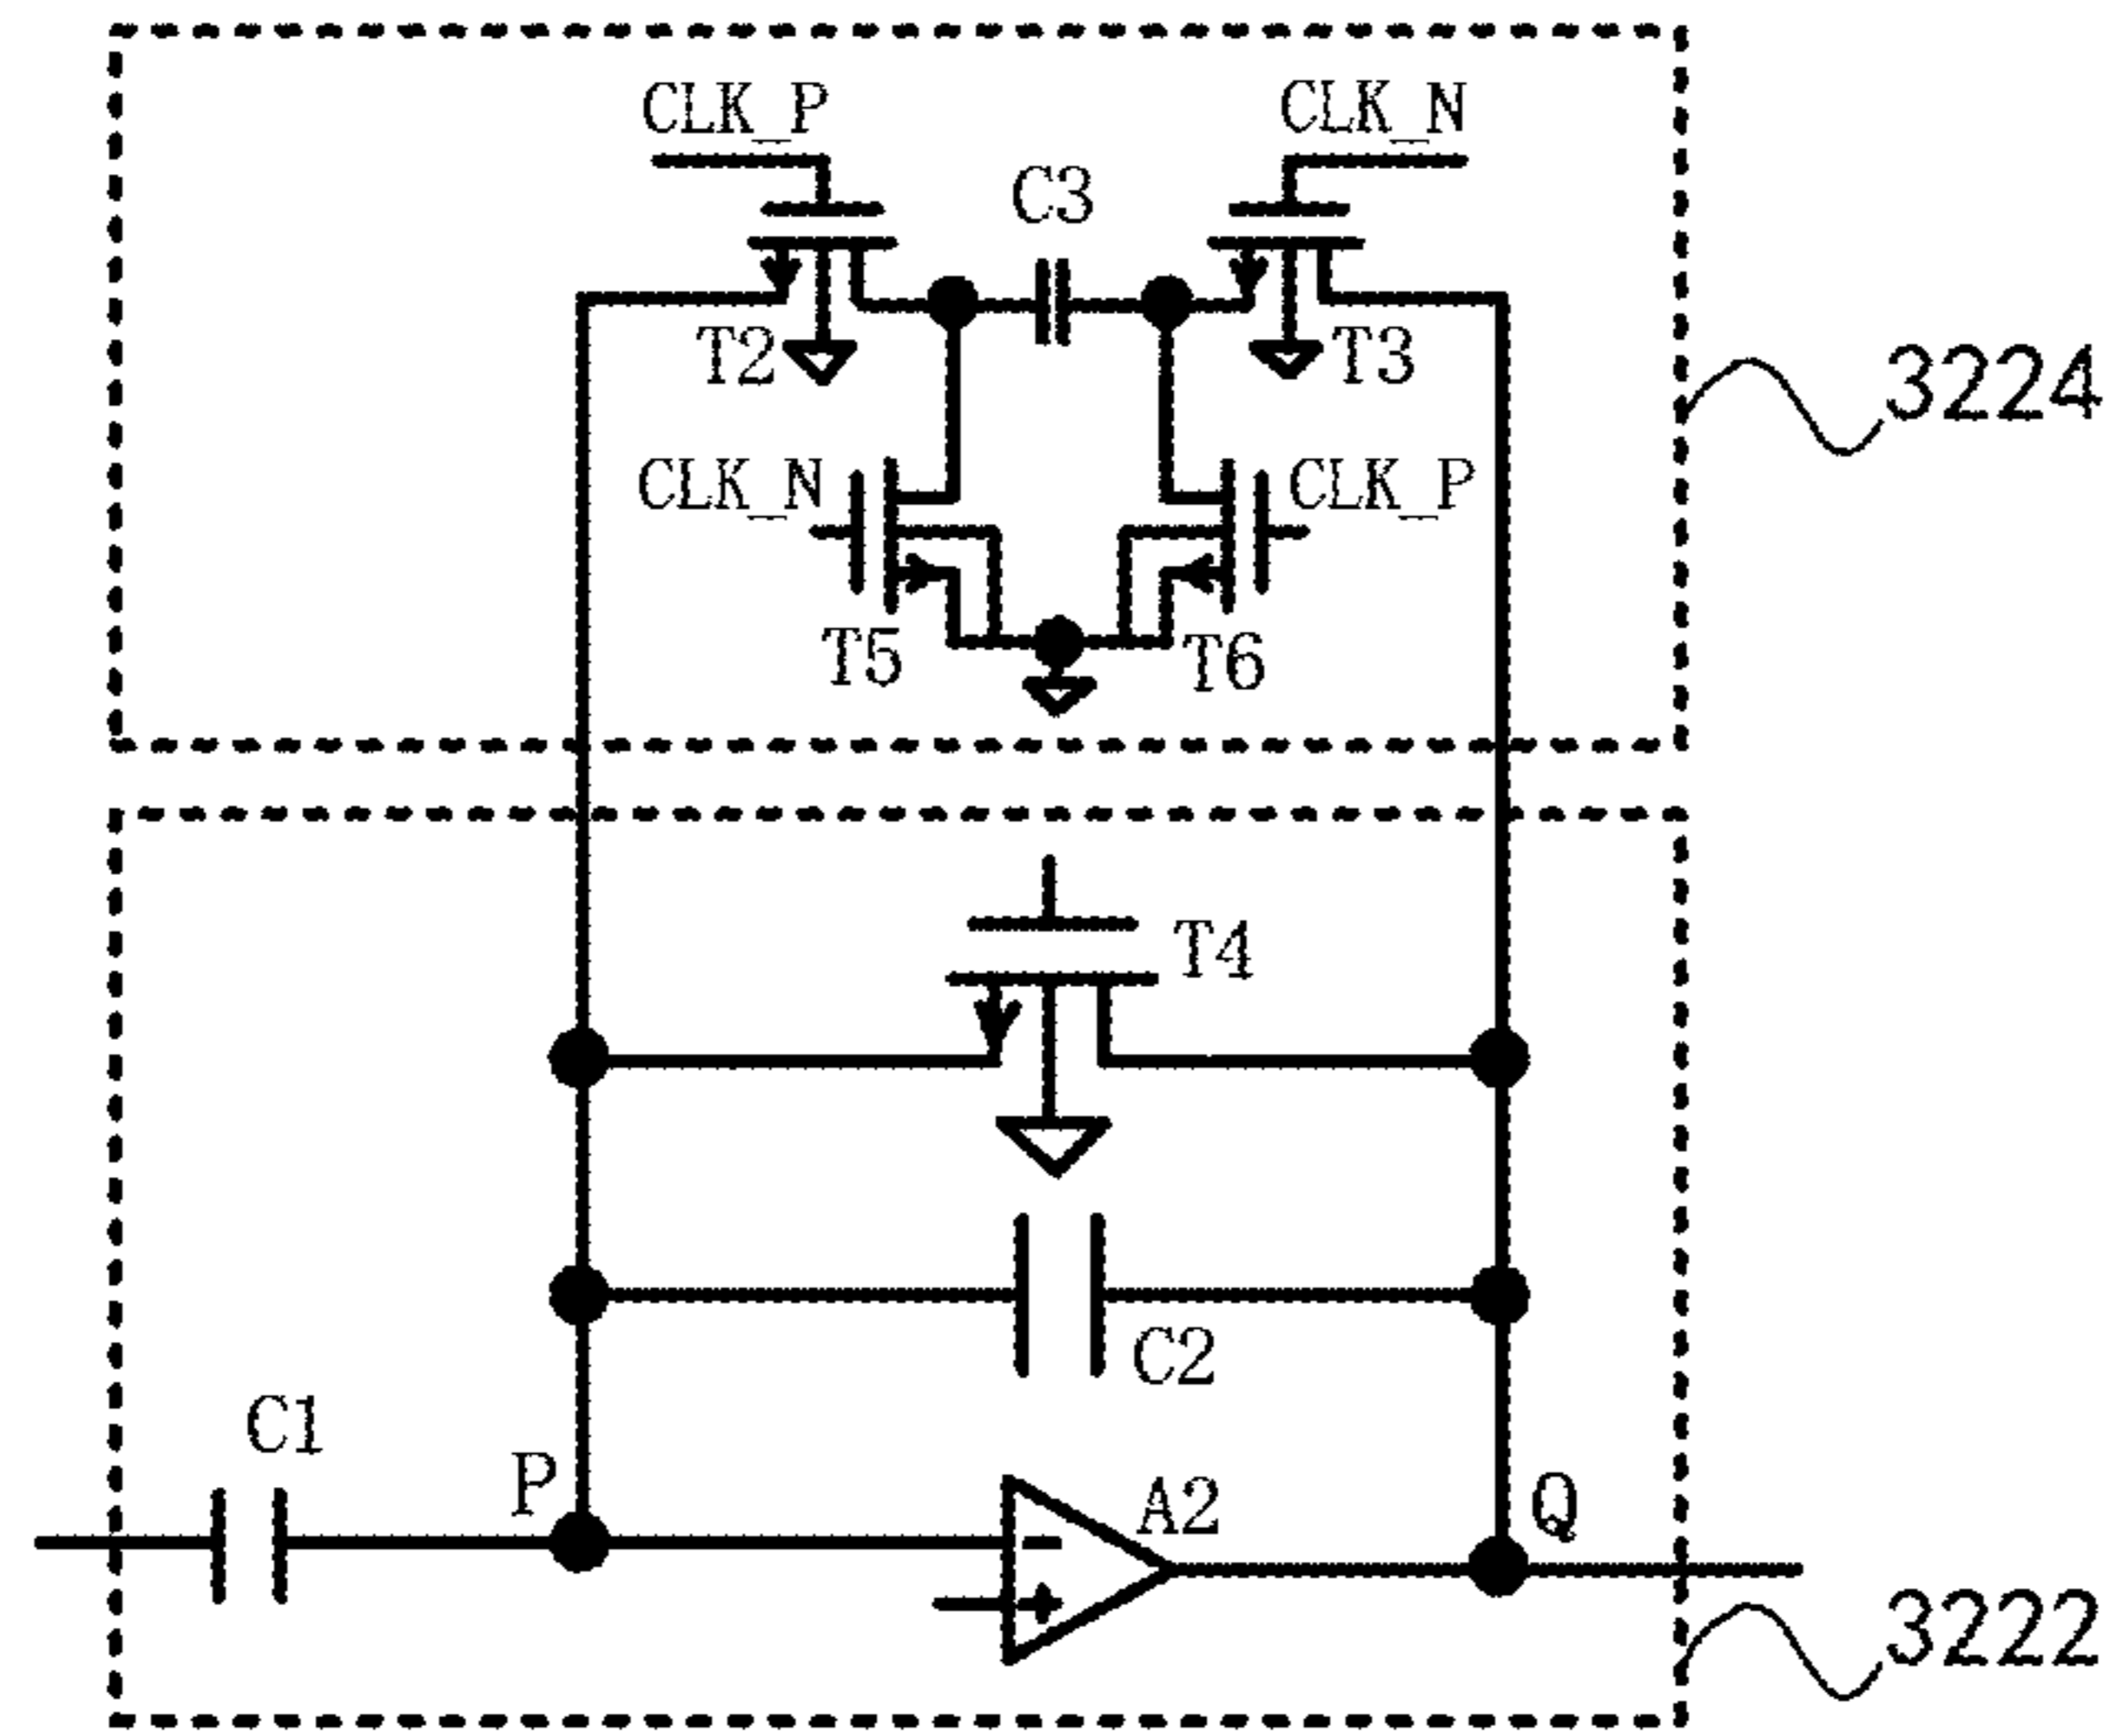 CLK_P CLK_N
C3
T2 T3
3224
CLK_N CLK_P
T5 T6
T4
C2
C1
P A2 Q
-
+
3222